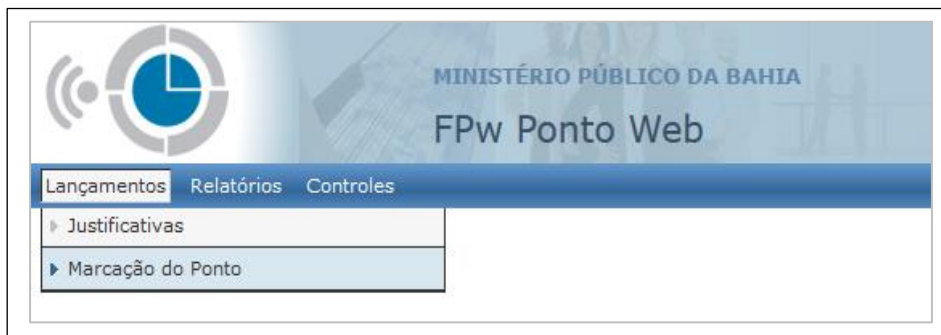 MINISTÉRIO PÚBLICO DA BAHIA
FPw Ponto Web
Lançamentos Relatórios Controles
Justificativas
Marcação do Ponto